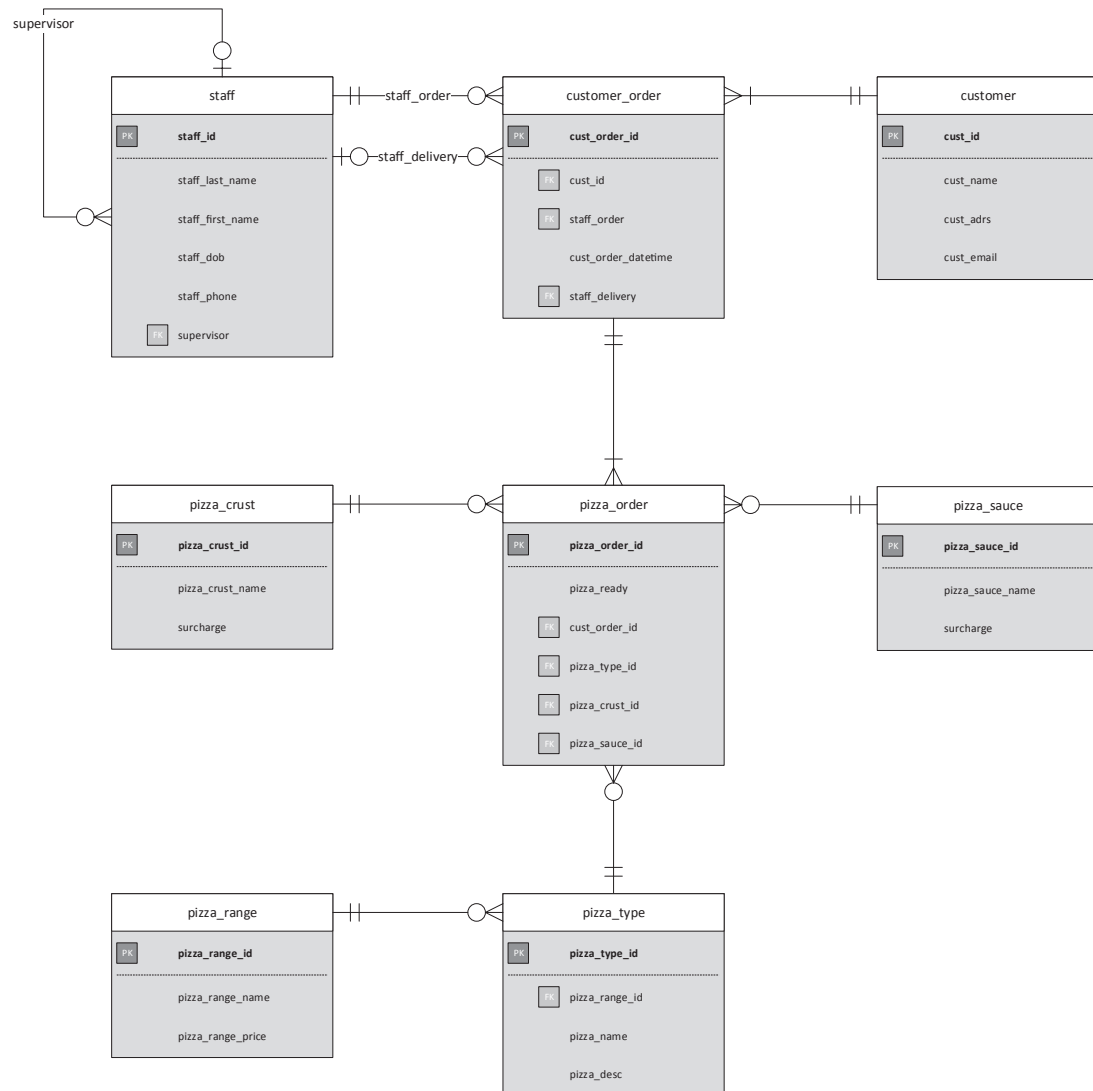 supervisor
staff
PK staff_id
staff_last_name
staff_first_name
staff_dob
staff_phone
FK supervisor
staff_order
staff_delivery
customer_order
PK cust_order_id
FK cust_id
FK staff_order
cust_order_datetime
FK staff_delivery
customer
PK cust_id
cust_name
cust_adrs
cust_email
pizza_crust
PK pizza_crust_id
pizza_crust_name
surcharge
pizza_order
PK pizza_order_id
pizza_ready
FK cust_order_id
FK pizza_type_id
FK pizza_crust_id
FK pizza_sauce_id
pizza_sauce
PK pizza_sauce_id
pizza_sauce_name
surcharge
pizza_range
PK pizza_range_id
pizza_range_name
pizza_range_price
pizza_type
PK pizza_type_id
FK pizza_range_id
pizza_name
pizza_desc